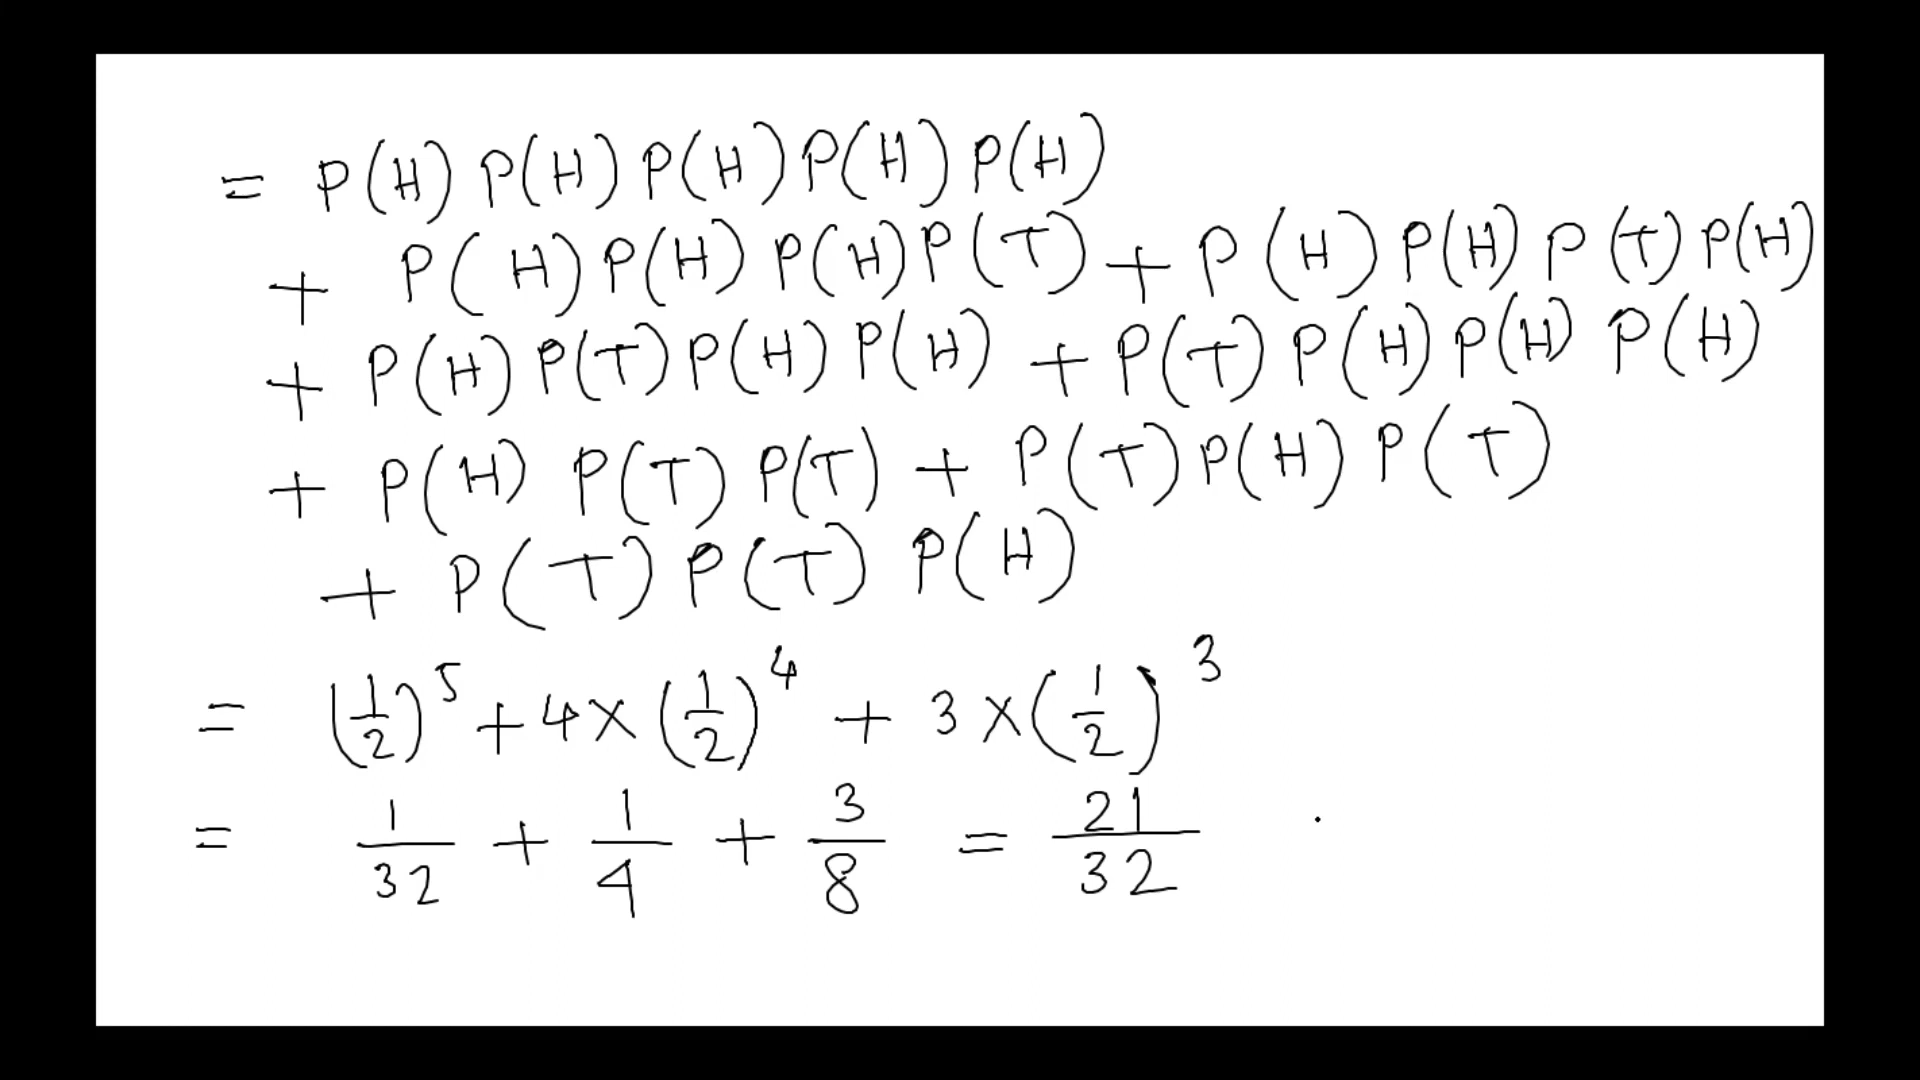 = P(H) P(H) P(H) P(H) P(H)
+ P(H) P(H) P(H) P(T) + P(H) P(H) P(T) P(H)
+ P(H) P(T) P(H) P(H) + P(T) P(H) P(H) P(H)
+ P(H) P(T) P(T) + P(T) P(H) P(T)
+ P(T) P(T) P(H)
= (1/2)^5 + 4 × (1/2)^4 + 3 × (1/2)^3
= 1/32 + 1/4 + 3/8 = 21/32